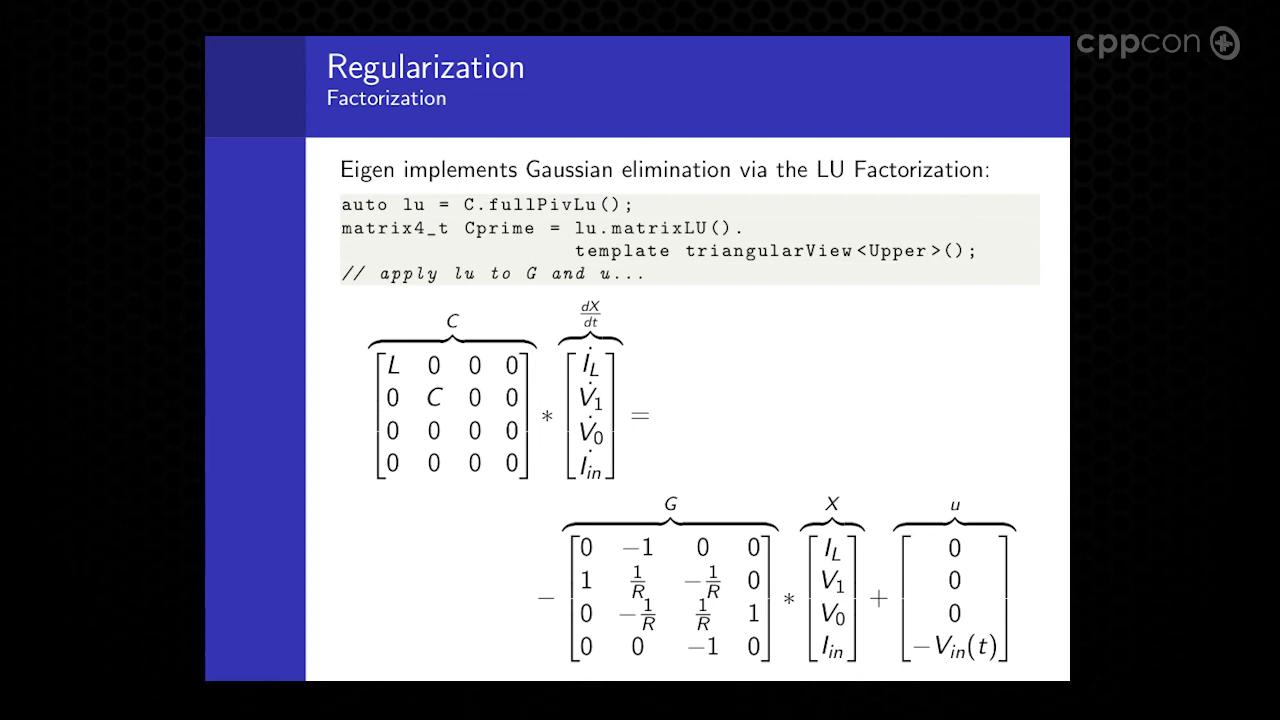 cppcon
Regularization
Factorization
Eigen implements Gaussian elimination via the LU Factorization:
auto lu = C.fullPivLu();
matrix4_t Cprime = lu.matrixLU().
template triangularView<Upper>();
// apply lu to G and u...
C dX/dt
L 0 0 0 İ_L
0 C 0 0 V̇_1
0 0 0 0 V̇_0
0 0 0 0 İ_in
* =
G X u
0 −1 0 0 I_L 0
1 1/R −1/R 0 V_1 0
0 −1/R 1/R 1 V_0 0
0 0 −1 0 I_in −V_in(t)
− * +